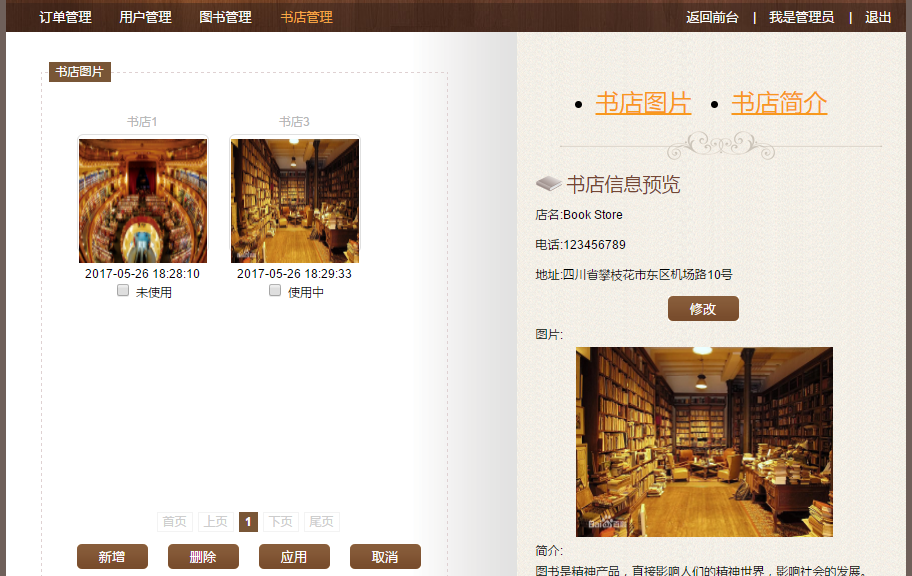 订单管理 用户管理 图书管理 书店管理 返回前台 | 我是管理员 | 退出
书店图片
书店1 书店3
2017-05-26 18:28:10 2017-05-26 18:29:33
未使用 使用中
首页 上页 1 下页 尾页
新增 删除 应用 取消
• 书店图片 • 书店简介
书店信息预览
店名:Book Store
电话:123456789
地址:四川省攀枝花市东区机场路10号
修改
图片:
Baidu百科
简介:
图书是精神产品，直接影响人们的精神世界，影响社会的发展。